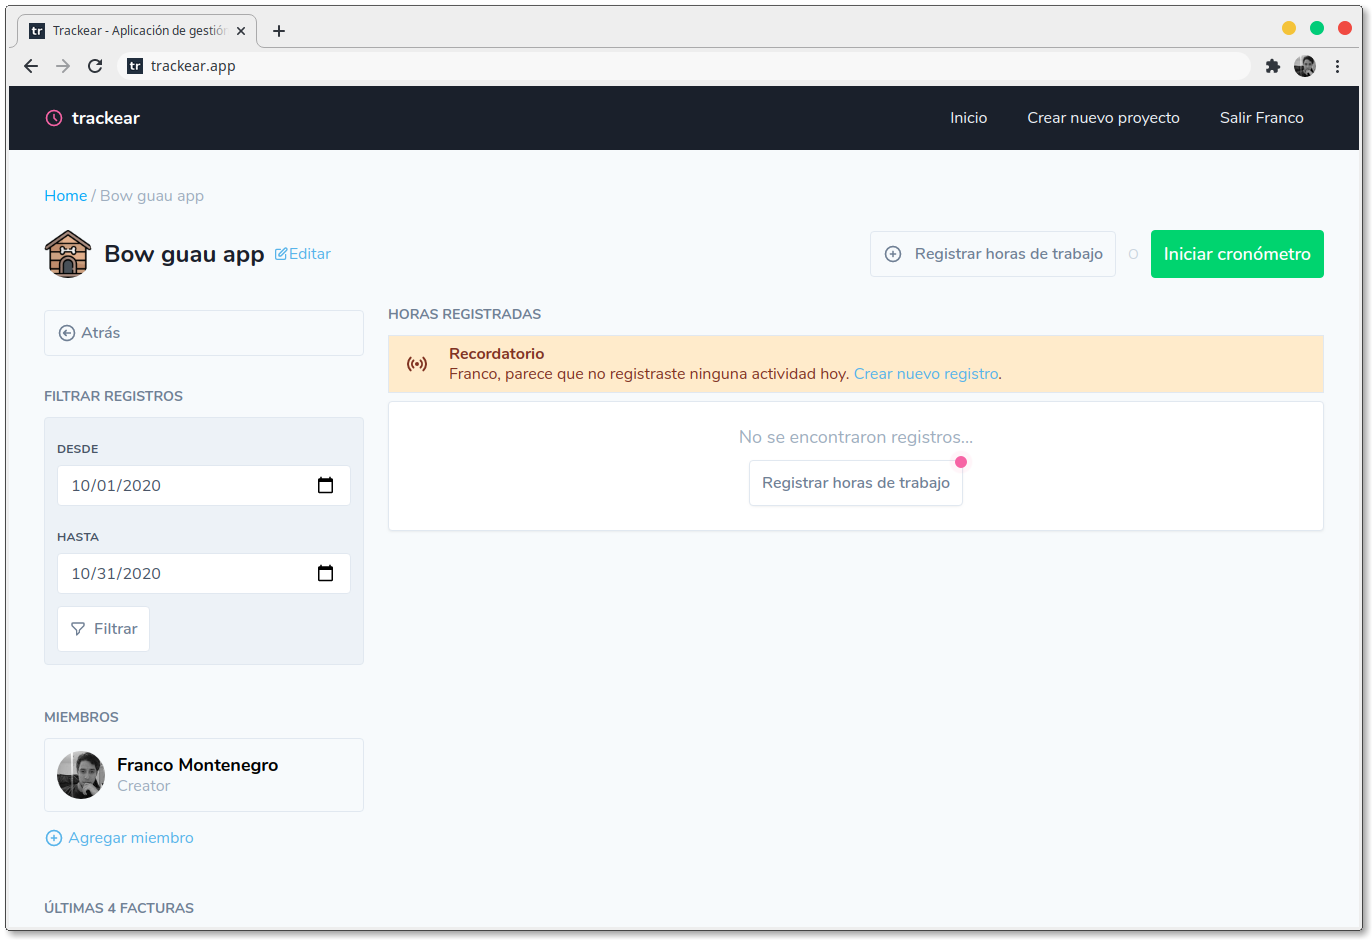 tr Trackear - Aplicación de gestión
tr trackear.app
trackear
Inicio
Crear nuevo proyecto
Salir Franco
Home / Bow guau app
Bow guau app
Editar
Registrar horas de trabajo
O
Iniciar cronómetro
Atrás
FILTRAR REGISTROS
DESDE
10/01/2020
HASTA
10/31/2020
Filtrar
MIEMBROS
Franco Montenegro
Creator
Agregar miembro
ÚLTIMAS 4 FACTURAS
HORAS REGISTRADAS
Recordatorio
Franco, parece que no registraste ninguna actividad hoy. Crear nuevo registro.
No se encontraron registros...
Registrar horas de trabajo